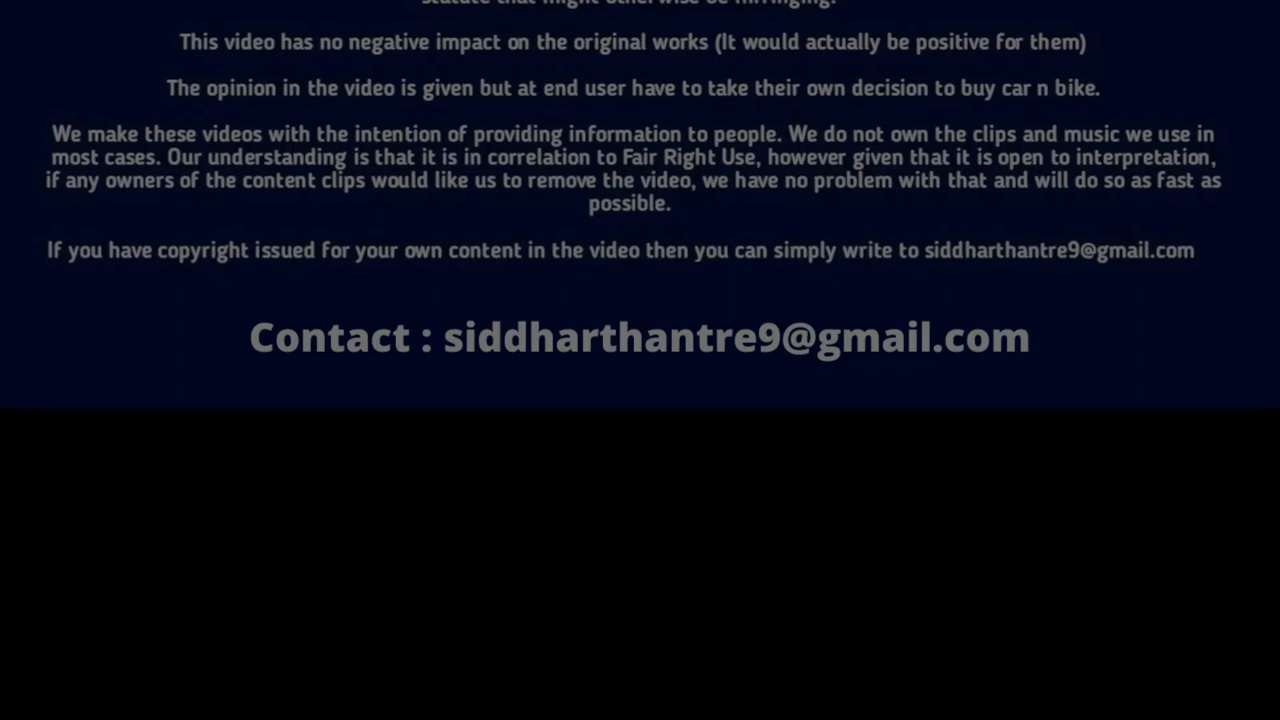 statute that might otherwise be infringing.
This video has no negative impact on the original works (It would actually be positive for them)
The opinion in the video is given but at end user have to take their own decision to buy car n bike.
We make these videos with the intention of providing information to people. We do not own the clips and music we use in
most cases. Our understanding is that it is in correlation to Fair Right Use, however given that it is open to interpretation,
if any owners of the content clips would like us to remove the video, we have no problem with that and will do so as fast as
possible.
If you have copyright issued for your own content in the video then you can simply write to siddharthantre9@gmail.com
Contact : siddharthantre9@gmail.com